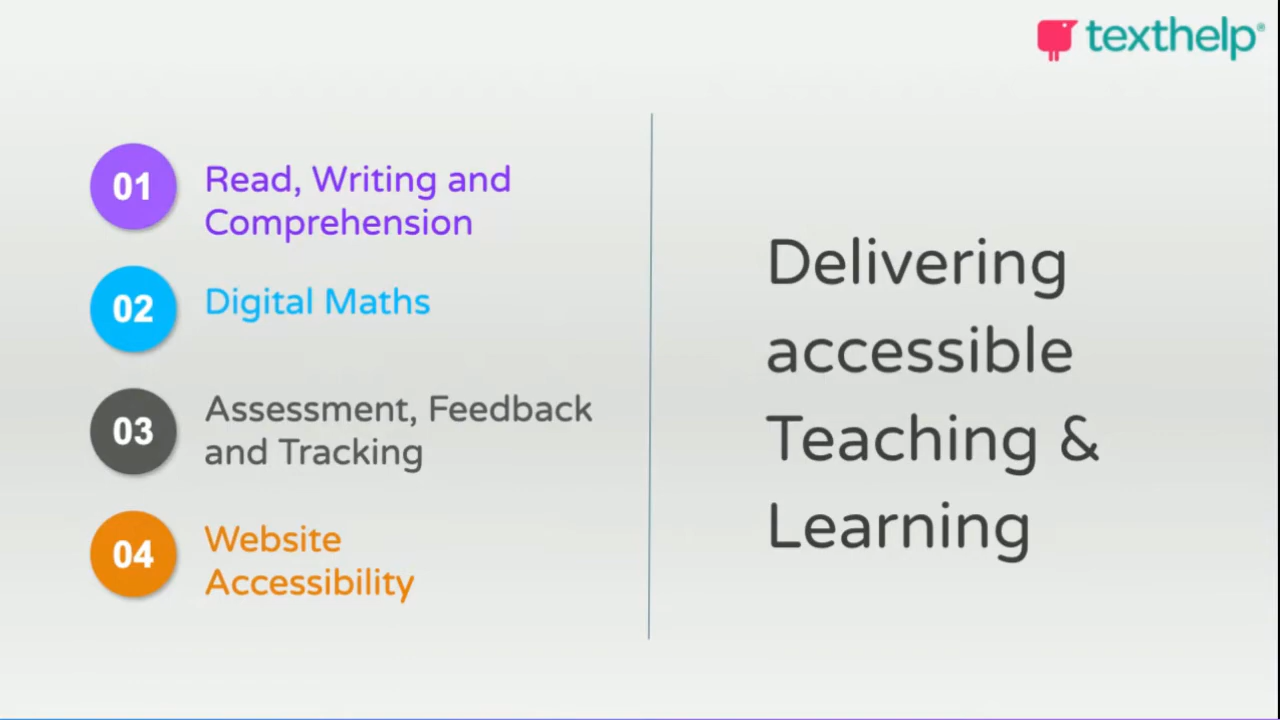 texthelp®
01
Read, Writing and
Comprehension
02
Digital Maths
03
Assessment, Feedback
and Tracking
04
Website
Accessibility
Delivering
accessible
Teaching &
Learning